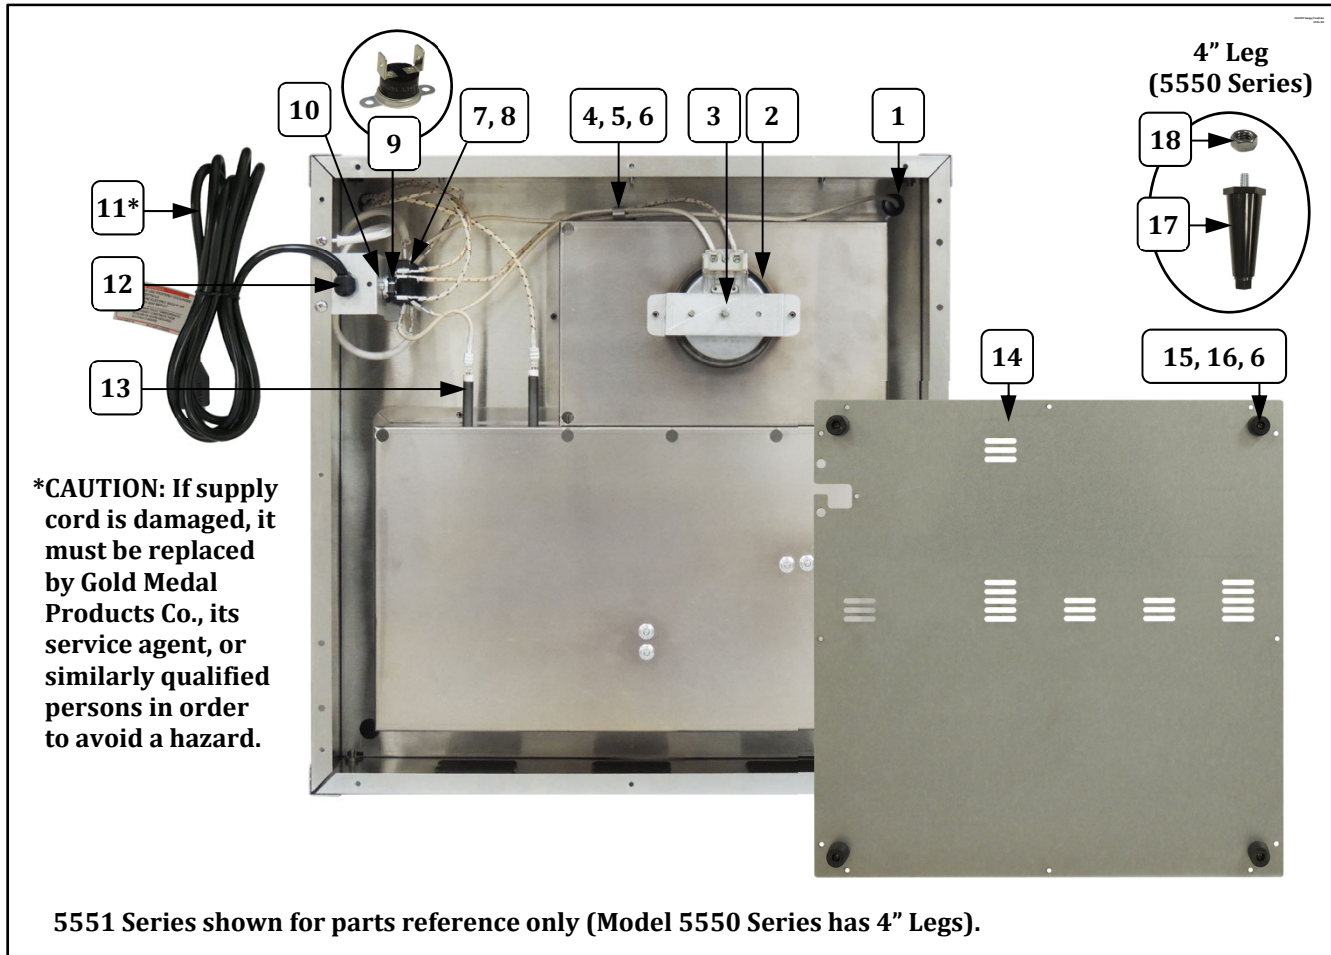 4” Leg
(5550 Series)
10
9
7, 8
4, 5, 6
3
2
1
18
11*
17
12
13
14
15, 16, 6
*CAUTION: If supply
cord is damaged, it
must be replaced
by Gold Medal
Products Co., its
service agent, or
similarly qualified
persons in order
to avoid a hazard.
5551 Series shown for parts reference only (Model 5550 Series has 4” Legs).